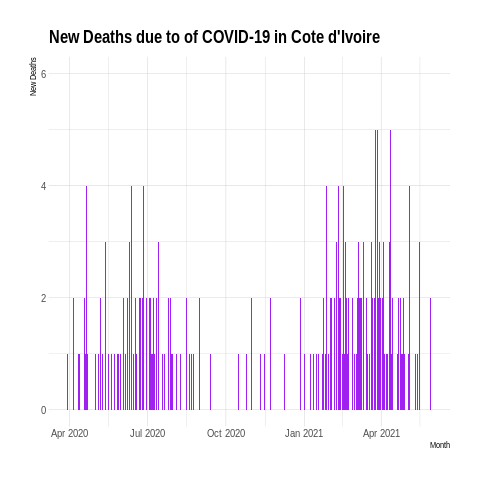 New Deaths due to of COVID-19 in Cote d'Ivoire
New Deaths
6
4
2
0
Apr 2020
Jul 2020
Oct 2020
Jan 2021
Apr 2021
Month